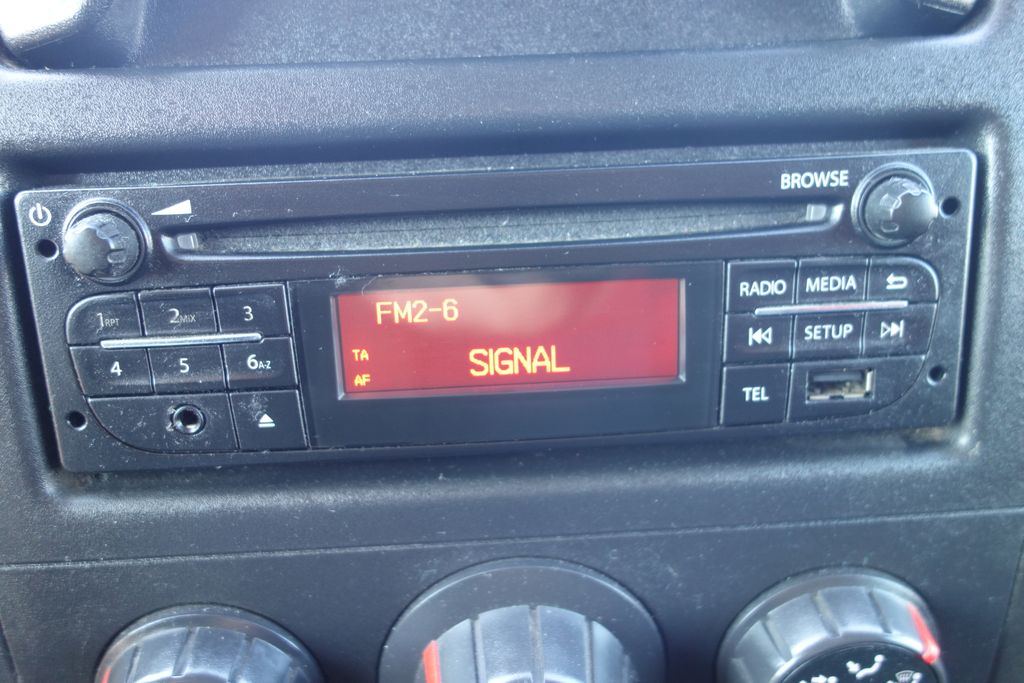 BROWSE
1RPT 2MIX 3
4 5 6A-Z
FM2-6
TA
SIGNAL
AF
RADIO MEDIA
SETUP
TEL